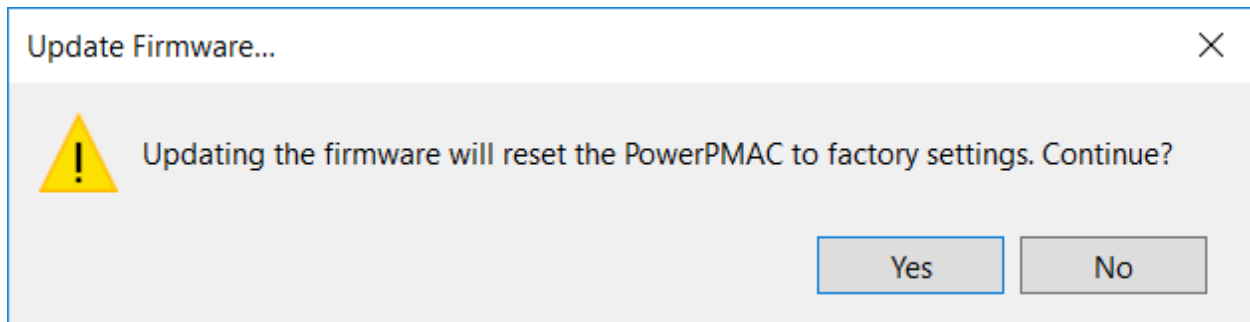 Update Firmware...
Updating the firmware will reset the PowerPMAC to factory settings. Continue?
Yes
No